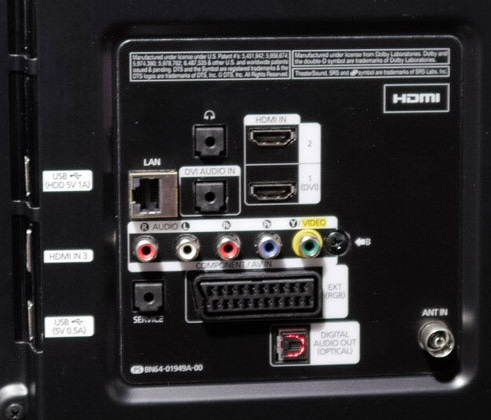 Manufactured under license under U.S. Patent #'s: 5,451,942; 5,956,674;
5,974,380; 5,978,762; 6,487,535 & other U.S. and worldwide patents
issued & pending. DTS and the Symbol are registered trademarks & the
DTS logos are trademarks of DTS, Inc. © DTS, Inc. All Rights Reserved.
Manufactured under license from Dolby Laboratories. Dolby and
the double-D symbol are trademarks of Dolby Laboratories.
TheaterSound, SRS and symbol are trademarks of SRS Labs, Inc.
HDMI
HDMI IN
2
LAN
DVI AUDIO IN
1
(DVI)
USB
(HDD 5V 1A)
R AUDIO L
PR
PB
Y / VIDEO
B
HDMI IN 3
COMPONENT / AV IN
EXT
(RGB)
SERVICE
USB
(5V 0.5A)
ANT IN
DIGITAL
AUDIO OUT
(OPTICAL)
PS BN64-01949A-00